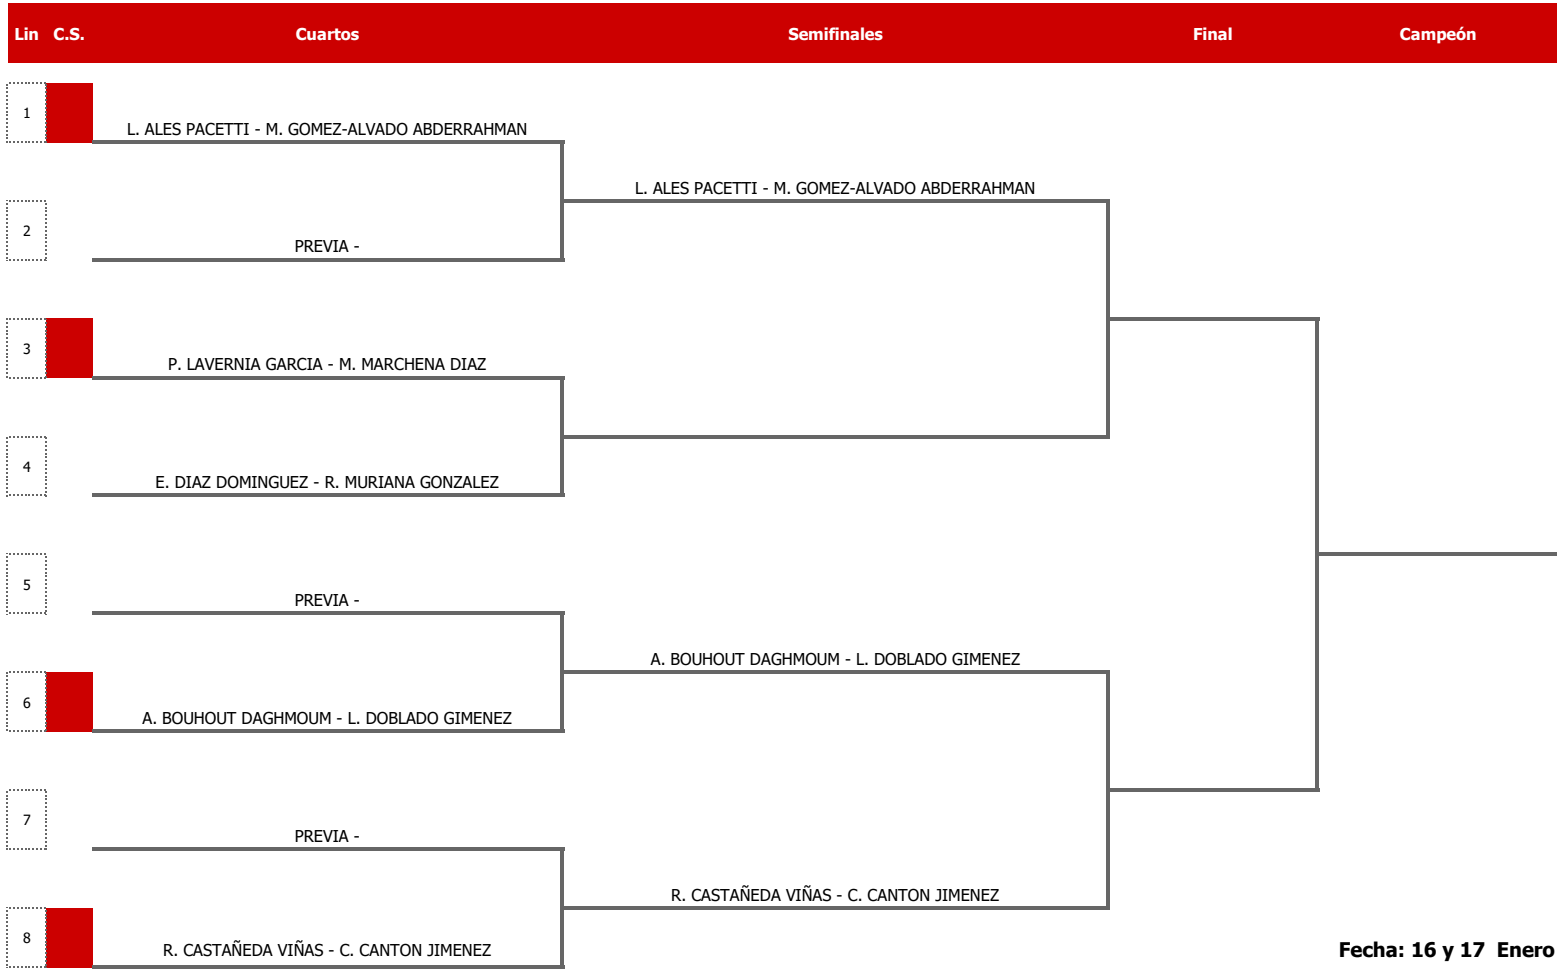 Lin C.S. Cuartos Semifinales Final Campeón
1
L. ALES PACETTI - M. GOMEZ-ALVADO ABDERRAHMAN
L. ALES PACETTI - M. GOMEZ-ALVADO ABDERRAHMAN
2
PREVIA -
3
P. LAVERNIA GARCIA - M. MARCHENA DIAZ
4
E. DIAZ DOMINGUEZ - R. MURIANA GONZALEZ
5
PREVIA -
A. BOUHOUT DAGHMOUM - L. DOBLADO GIMENEZ
6
A. BOUHOUT DAGHMOUM - L. DOBLADO GIMENEZ
7
PREVIA -
R. CASTAÑEDA VIÑAS - C. CANTON JIMENEZ
8
R. CASTAÑEDA VIÑAS - C. CANTON JIMENEZ
Fecha: 16 y 17 Enero